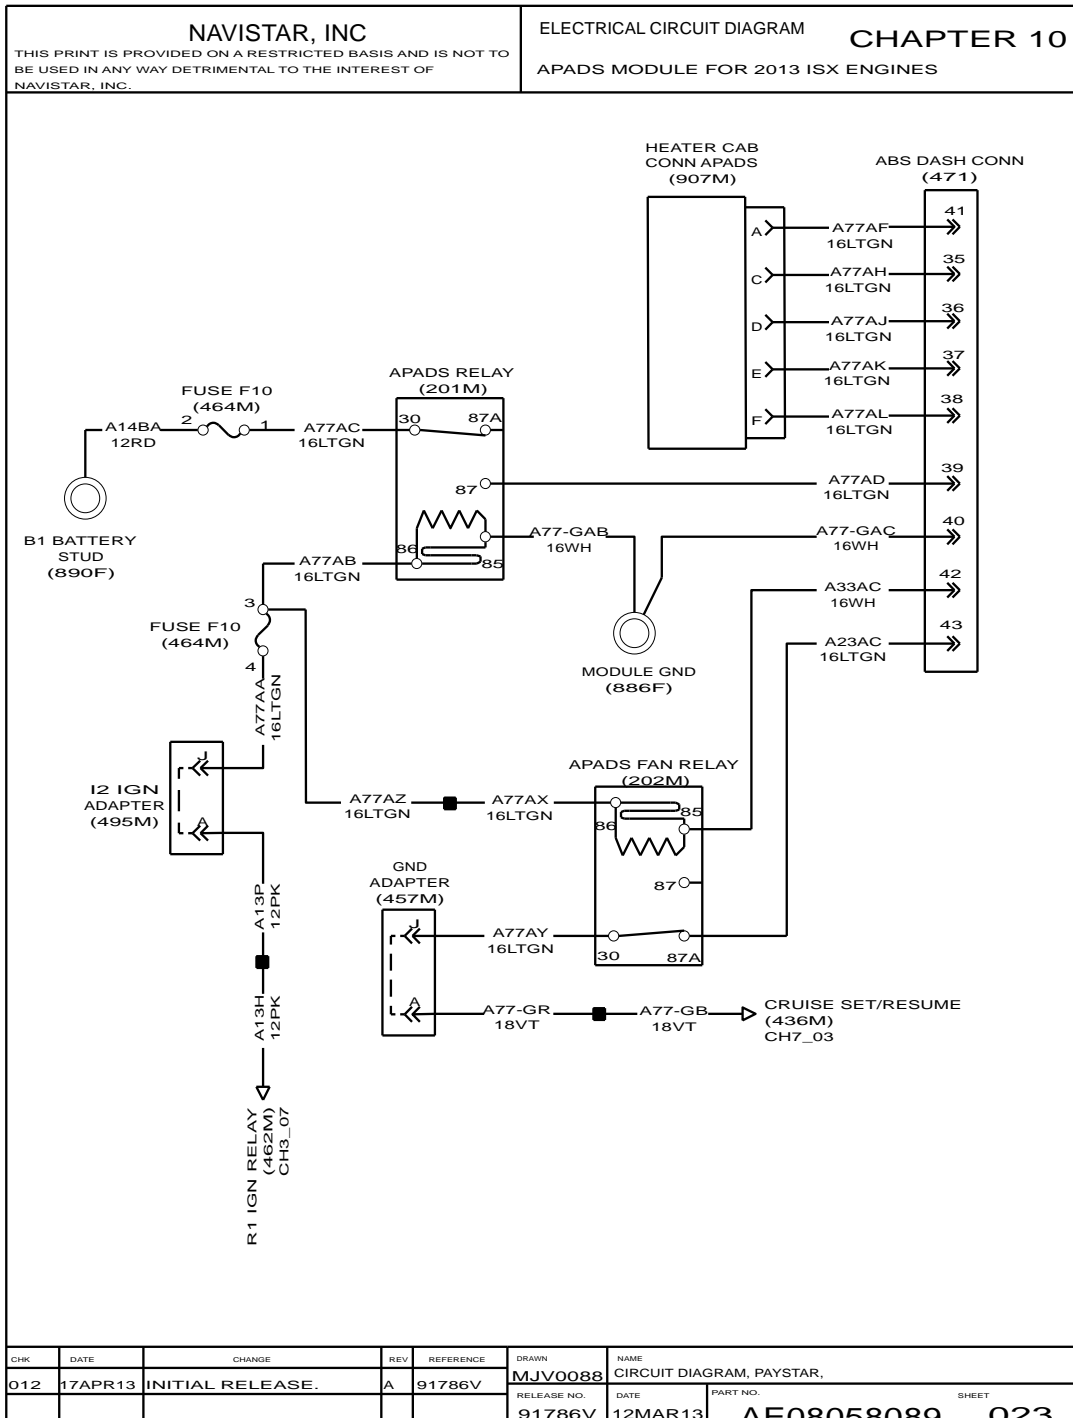 NAVISTAR, INC
THIS PRINT IS PROVIDED ON A RESTRICTED BASIS AND IS NOT TO
BE USED IN ANY WAY DETRIMENTAL TO THE INTEREST OF
NAVISTAR, INC.
ELECTRICAL CIRCUIT DIAGRAM
CHAPTER 10
APADS MODULE FOR 2013 ISX ENGINES
HEATER CAB
CONN APADS
(907M)
ABS DASH CONN
(471)
A
A77AF
16LTGN
41
C
A77AH
16LTGN
35
D
A77AJ
16LTGN
36
E
A77AK
16LTGN
37
F
A77AL
16LTGN
38
A77AD
16LTGN
39
A77-GAC
16WH
40
A33AC
16WH
42
A23AC
16LTGN
43
APADS RELAY
(201M)
30
87A
87
86
85
FUSE F10
(464M)
2
1
A14BA
12RD
A77AC
16LTGN
B1 BATTERY
STUD
(890F)
A77AB
16LTGN
A77-GAB
16WH
MODULE GND
(886F)
3
FUSE F10
(464M)
4
A77AA
16LTGN
I2 IGN
ADAPTER
(495M)
J
A
A13P
12PK
A13H
12PK
R1 IGN RELAY
(462M)
CH3_07
A77AZ
16LTGN
A77AX
16LTGN
APADS FAN RELAY
(202M)
86
85
87
30
87A
GND
ADAPTER
(457M)
J
A
A77AY
16LTGN
A77-GR
18VT
A77-GB
18VT
CRUISE SET/RESUME
(436M)
CH7_03
CHK
DATE
CHANGE
REV
REFERENCE
012
17APR13
INITIAL RELEASE.
A
91786V
DRAWN
MJV0088
NAME
CIRCUIT DIAGRAM, PAYSTAR,
RELEASE NO.
91786V
DATE
12MAR13
PART NO.
AE08058089
SHEET
023